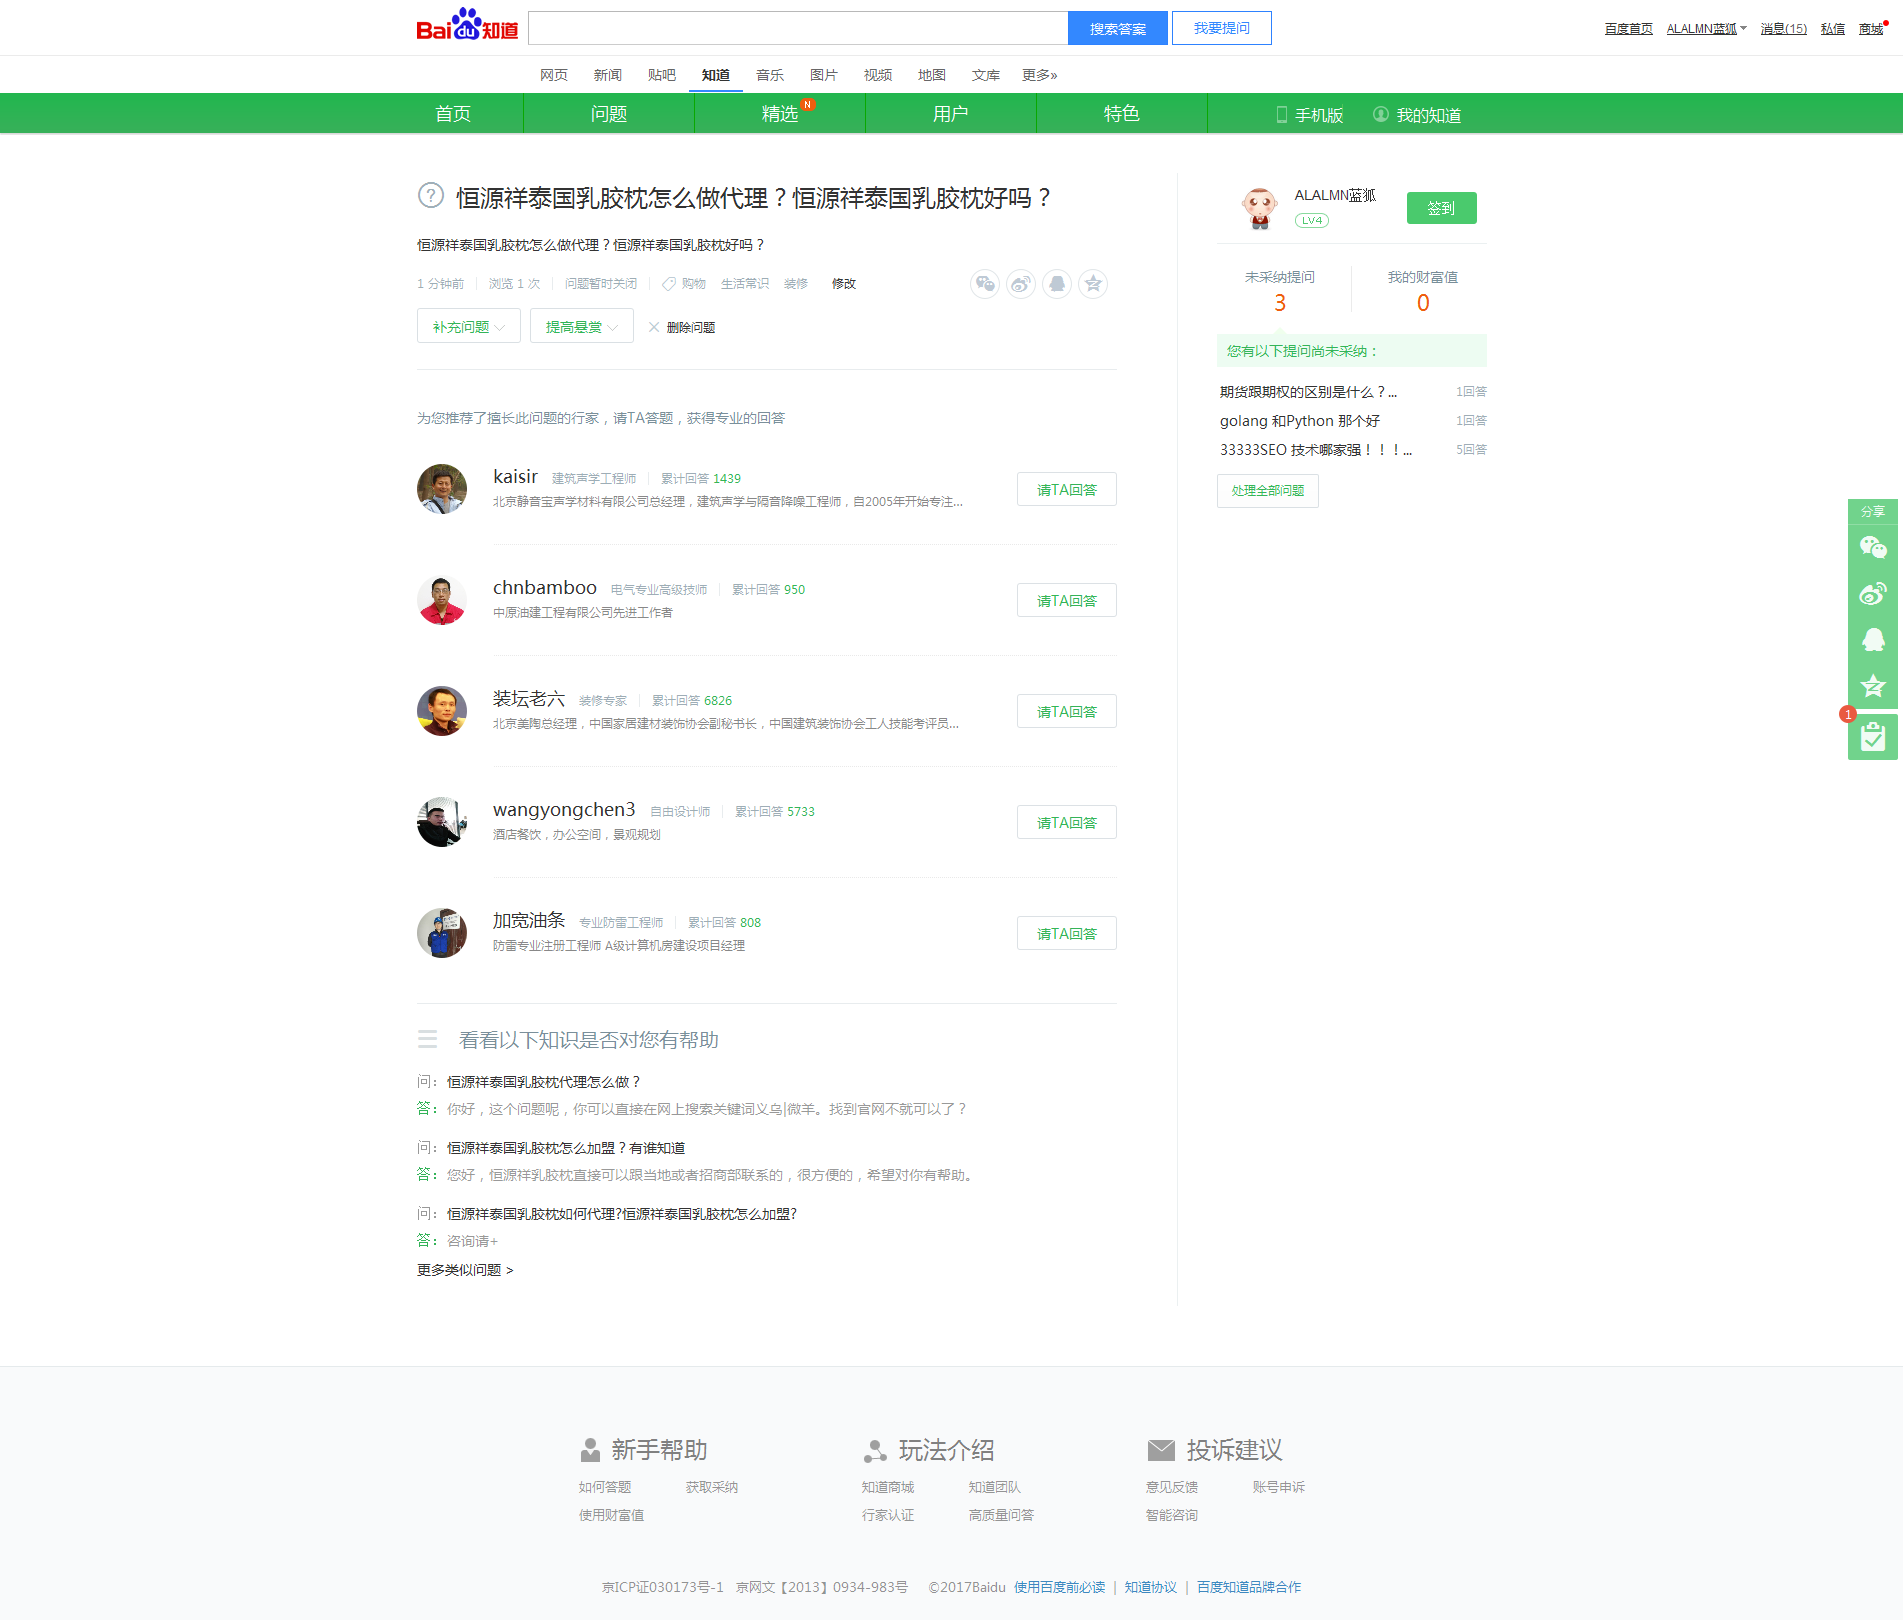 Baidu知道
搜索答案
我要提问
百度首页
ALALMN蓝狐
消息(15)
私信
商城
网页 新闻 贴吧 知道 音乐 图片 视频 地图 文库 更多»
首页 问题 精选 N 用户 特色 手机版 我的知道
恒源祥泰国乳胶枕怎么做代理？恒源祥泰国乳胶枕好吗？
恒源祥泰国乳胶枕怎么做代理？恒源祥泰国乳胶枕好吗？
1 分钟前 浏览 1 次 问题暂时关闭 购物 生活常识 装修 修改
补充问题 提高悬赏 删除问题
为您推荐了擅长此问题的行家，请TA答题，获得专业的回答
kaisir 建筑声学工程师 累计回答 1439
北京静音宝声学材料有限公司总经理，建筑声学与隔音降噪工程师，自2005年开始专注...
请TA回答
chnbamboo 电气专业高级技师 累计回答 950
中原油建工程有限公司先进工作者
请TA回答
装坛老六 装修专家 累计回答 6826
北京美陶总经理，中国家居建材装饰协会副秘书长，中国建筑装饰协会工人技能考评员...
请TA回答
wangyongchen3 自由设计师 累计回答 5733
酒店餐饮，办公空间，景观规划
请TA回答
加宽油条 专业防雷工程师 累计回答 808
防雷专业注册工程师 A级计算机房建设项目经理
请TA回答
看看以下知识是否对您有帮助
问： 恒源祥泰国乳胶枕代理怎么做？
答： 你好，这个问题呢，你可以直接在网上搜索关键词义乌|微羊。找到官网不就可以了？
问： 恒源祥泰国乳胶枕怎么加盟？有谁知道
答： 您好，恒源祥乳胶枕直接可以跟当地或者招商部联系的，很方便的，希望对你有帮助。
问： 恒源祥泰国乳胶枕如何代理?恒源祥泰国乳胶枕怎么加盟?
答： 咨询请+
更多类似问题 >
ALALMN蓝狐
LV4
签到
未采纳提问 我的财富值
3 0
您有以下提问尚未采纳：
期货跟期权的区别是什么？... 1回答
golang 和Python 那个好 1回答
33333SEO 技术哪家强！！！... 5回答
处理全部问题
分享
1
新手帮助 玩法介绍 投诉建议
如何答题 获取采纳 知道商城 知道团队 意见反馈 账号申诉
使用财富值 行家认证 高质量问答 智能咨询
京ICP证030173号-1 京网文【2013】0934-983号 ©2017Baidu 使用百度前必读 | 知道协议 | 百度知道品牌合作